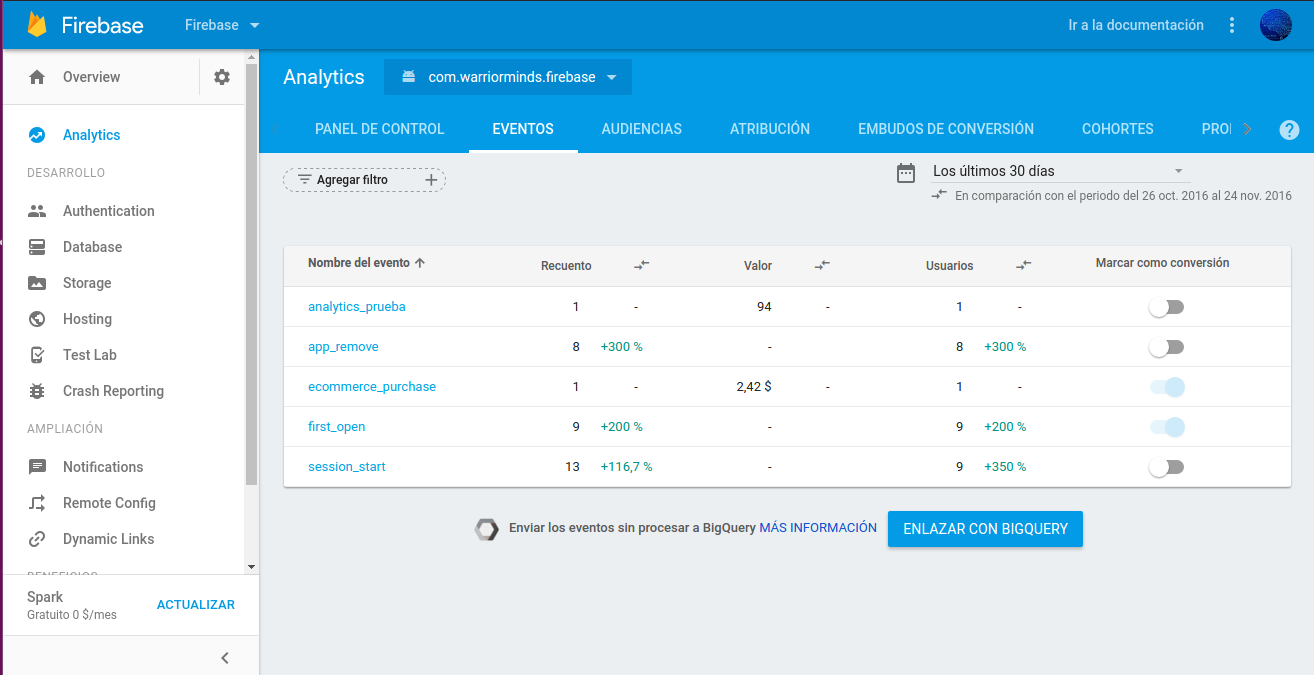 Firebase
Firebase
Ir a la documentación
Overview
Analytics
DESARROLLO
Authentication
Database
Storage
Hosting
Test Lab
Crash Reporting
AMPLIACIÓN
Notifications
Remote Config
Dynamic Links
BENEFICIOS
Spark
Gratuito 0 $/mes
ACTUALIZAR
Analytics
com.warriorminds.firebase
PANEL DE CONTROL EVENTOS AUDIENCIAS ATRIBUCIÓN EMBUDOS DE CONVERSIÓN COHORTES PROI
?
Agregar filtro
Los últimos 30 días
En comparación con el periodo del 26 oct. 2016 al 24 nov. 2016
Nombre del evento Recuento Valor Usuarios Marcar como conversión
analytics_prueba 1 - 94 - 1 -
app_remove 8 +300 % - 8 +300 %
ecommerce_purchase 1 - 2,42 $ - 1 -
first_open 9 +200 % - 9 +200 %
session_start 13 +116,7 % - 9 +350 %
Enviar los eventos sin procesar a BigQuery MÁS INFORMACIÓN
ENLAZAR CON BIGQUERY